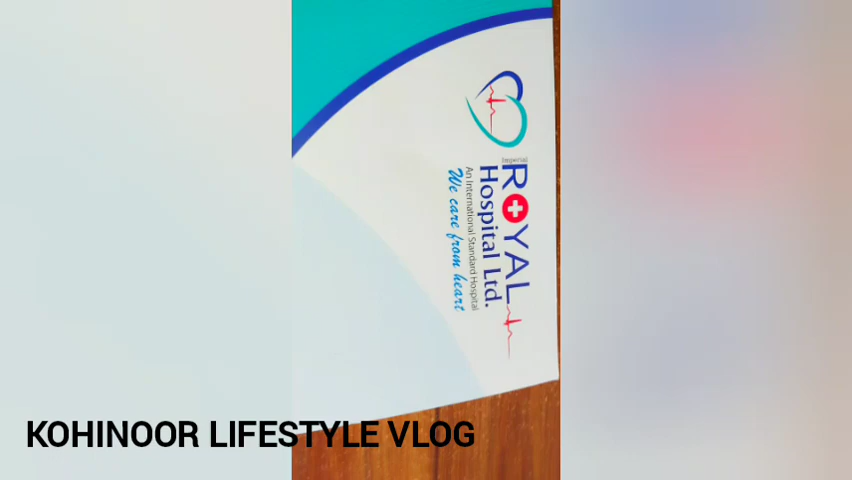 Imperial
ROYAL
Hospital Ltd.
An International Standard Hospital
We care from heart
KOHINOOR LIFESTYLE VLOG